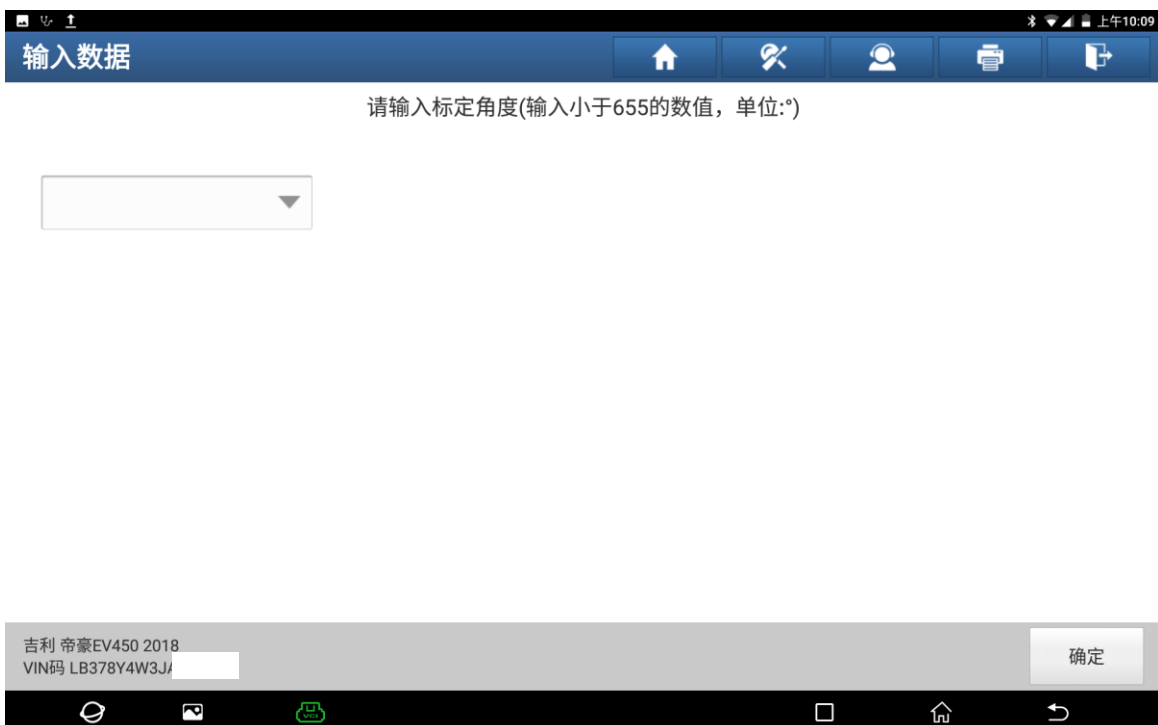 上午10:09
输入数据
请输入标定角度(输入小于655的数值，单位:°)
吉利 帝豪EV450 2018
VIN码 LB378Y4W3JA
确定
VCI